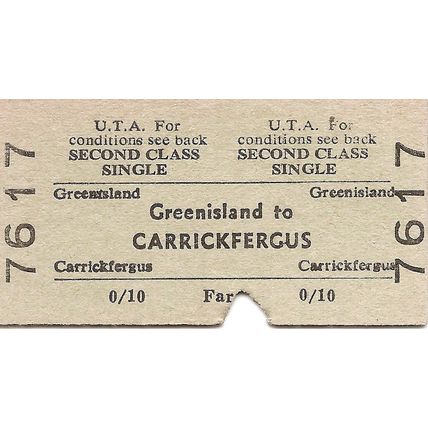 U.T.A. For U.T.A. For
conditions see back conditions see back
SECOND CLASS SECOND CLASS
SINGLE SINGLE
Greenisland Greenisland
Greenisland to
CARRICKFERGUS
Carrickfergus Carrickfergus
0/10 Far 0/10
7617
7617